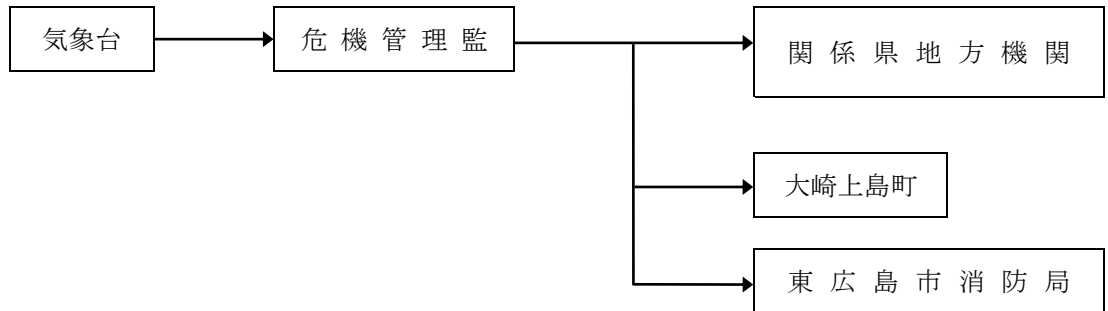 気象台
危機管理監
関係県地方機関
大崎上島町
東広島市消防局